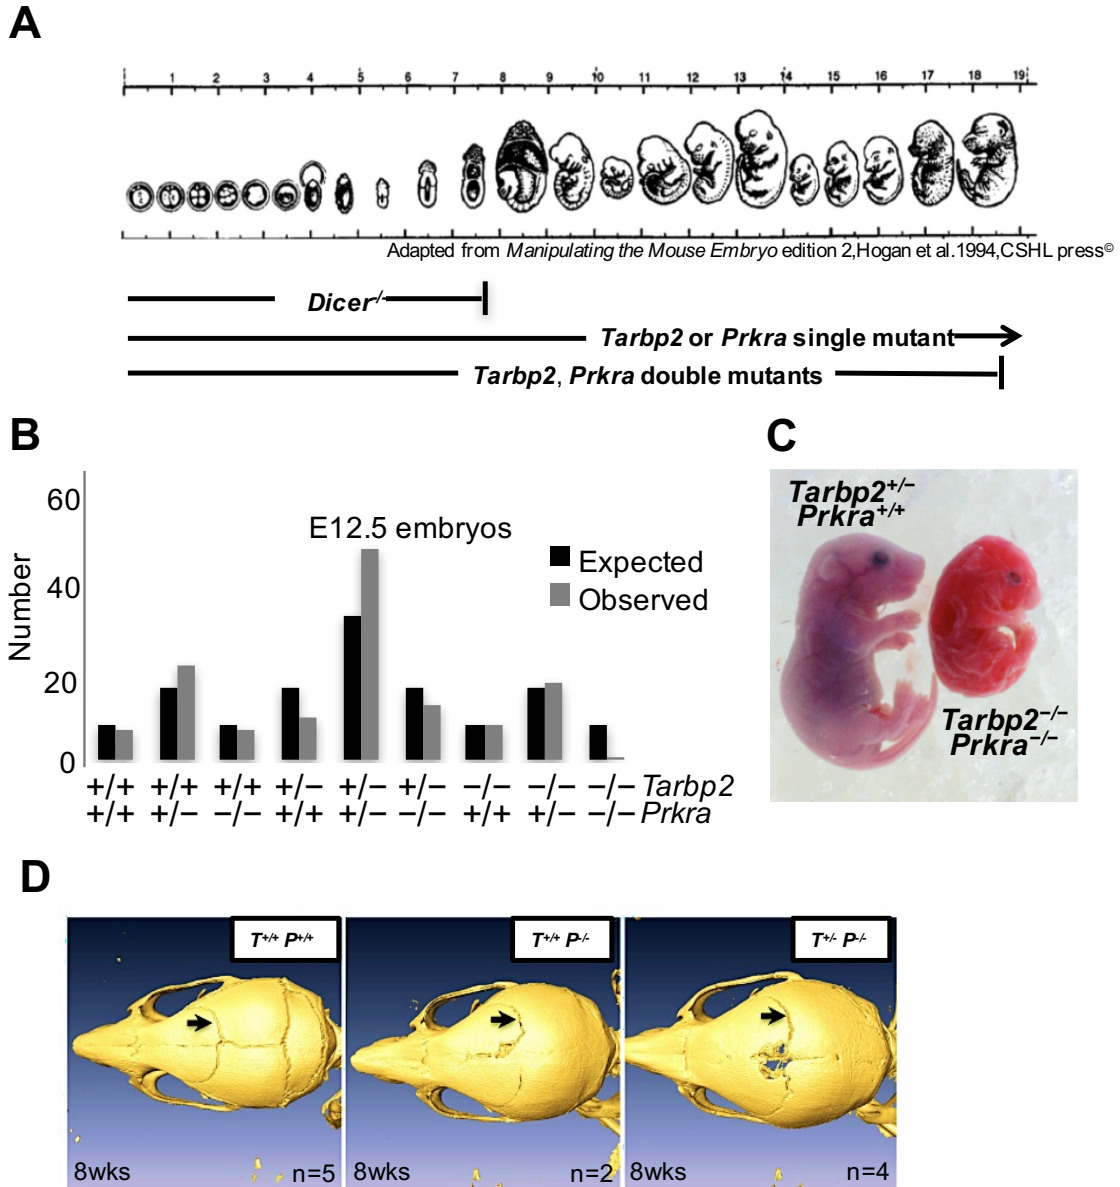 A
1 2 3 4 5 6 7 8 9 10 11 12 13 14 15 16 17 18 19
Adapted from Manipulating the Mouse Embryo edition 2,Hogan et al.1994,CSHL press©
Dicer-/-
Tarbp2 or Prkra single mutant
Tarbp2, Prkra double mutants
B
Number
60
40
20
0
E12.5 embryos
Expected
Observed
+/+ +/+ +/+ +/− +/− +/− −/− −/− −/− Tarbp2
+/+ +/− −/− +/+ +/− −/− +/+ +/− −/− Prkra
C
Tarbp2+/−
Prkra+/+
Tarbp2−/−
Prkra−/−
D
T+/+ P+/+
8wks n=5
T+/+ P-/-
8wks n=2
T+/- P-/-
8wks n=4